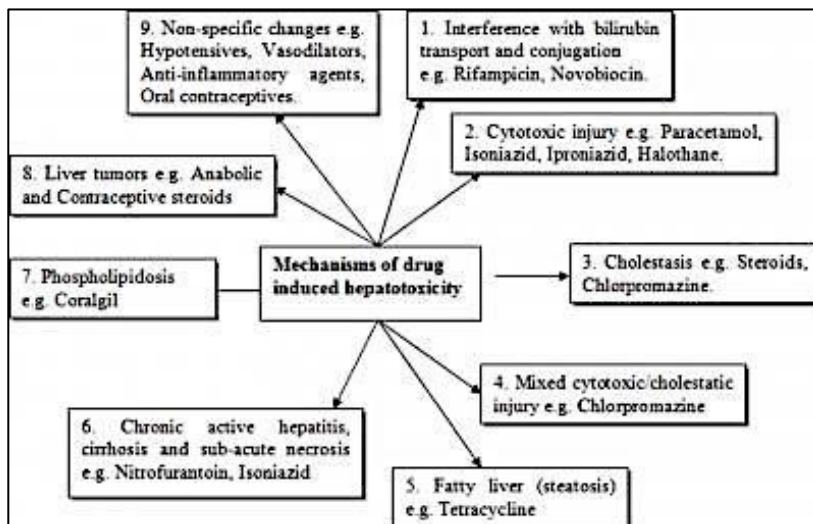 9. Non-specific changes e.g.
Hypotensives, Vasodilators,
Anti-inflammatory agents,
Oral contraceptives.
1. Interference with bilirubin
transport and conjugation
e.g. Rifampicin, Novobiocin.
2. Cytotoxic injury e.g. Paracetamol,
Isoniazid, Iproniazid, Halothane.
8. Liver tumors e.g. Anabolic
and Contraceptive steroids
Mechanisms of drug
induced hepatotoxicity
3. Cholestasis e.g. Steroids,
Chlorpromazine.
7. Phospholipidosis
e.g. Coralgil
4. Mixed cytotoxic/cholestatic
injury e.g. Chlorpromazine
6. Chronic active hepatitis,
cirrhosis and sub-acute necrosis
e.g. Nitrofurantoin, Isoniazid
5. Fatty liver (steatosis)
e.g. Tetracycline